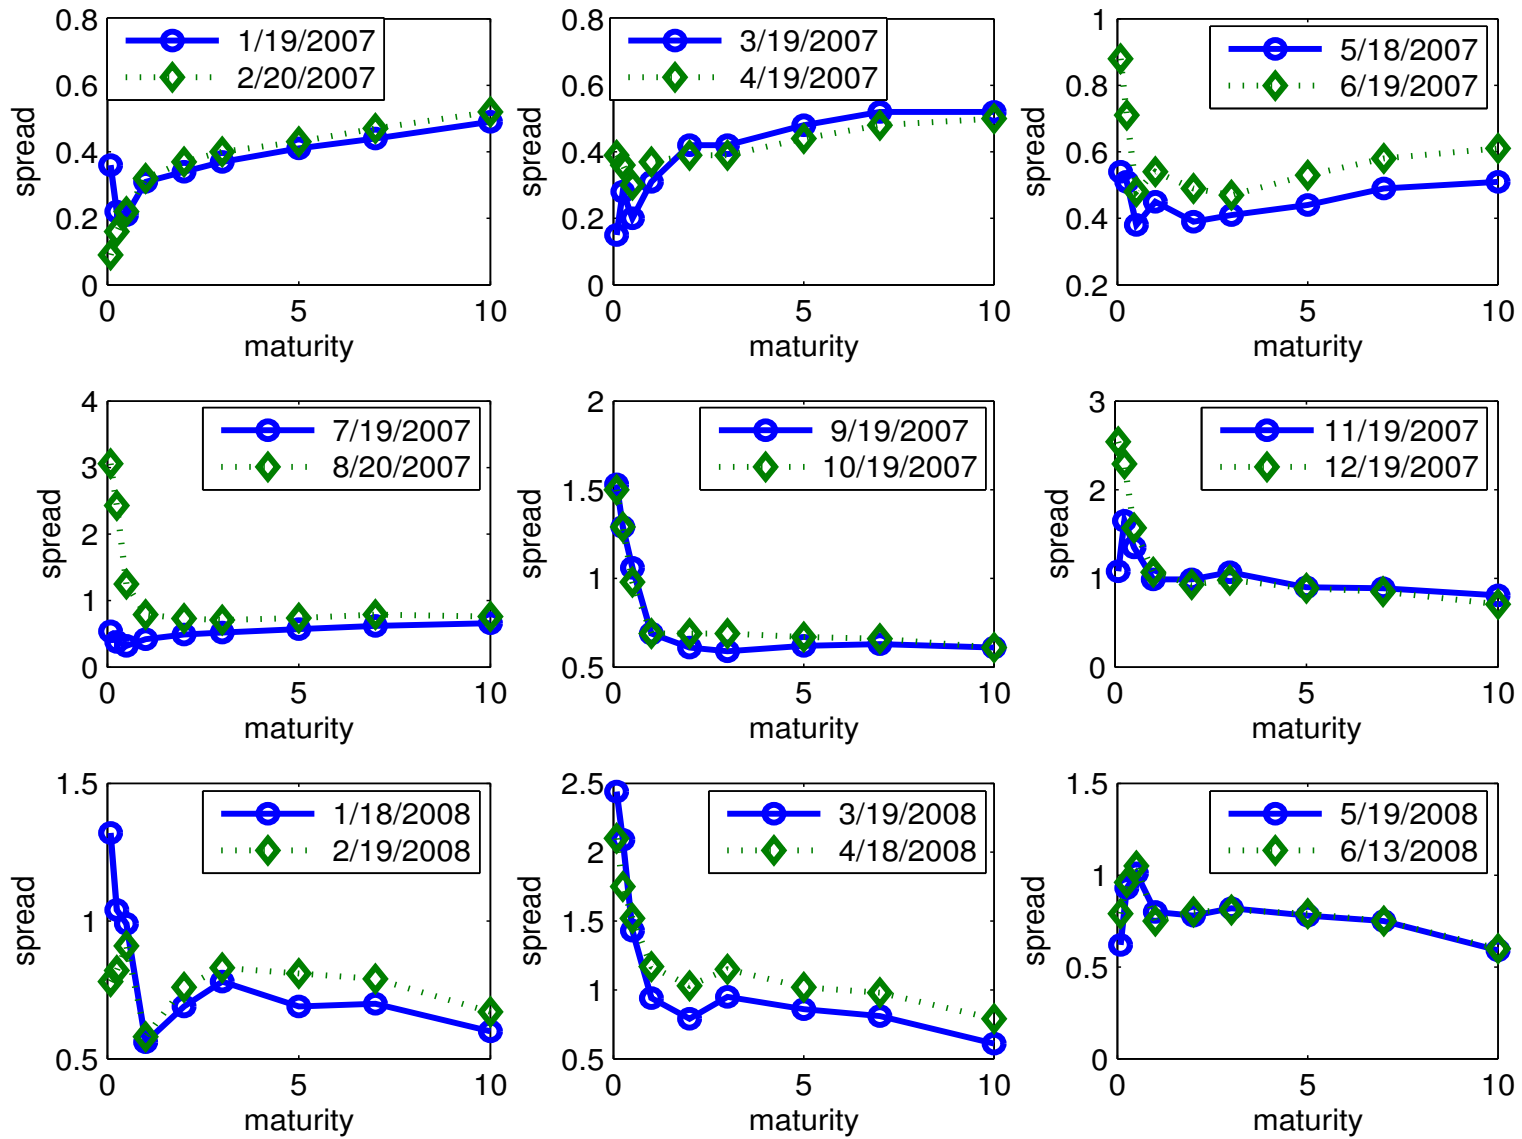 1/19/2007
2/20/2007
0.8
0.6
0.4
0.2
0
spread
0 5 10
maturity
3/19/2007
4/19/2007
0.8
0.6
0.4
0.2
0
spread
0 5 10
maturity
5/18/2007
6/19/2007
1
0.8
0.6
0.4
0.2
spread
0 5 10
maturity
7/19/2007
8/20/2007
4
3
2
1
0
spread
0 5 10
maturity
9/19/2007
10/19/2007
2
1.5
1
0.5
spread
0 5 10
maturity
11/19/2007
12/19/2007
3
2
1
0
spread
0 5 10
maturity
1/18/2008
2/19/2008
1.5
1
0.5
spread
0 5 10
maturity
3/19/2008
4/18/2008
2.5
2
1.5
1
0.5
spread
0 5 10
maturity
5/19/2008
6/13/2008
1.5
1
0.5
0
spread
0 5 10
maturity